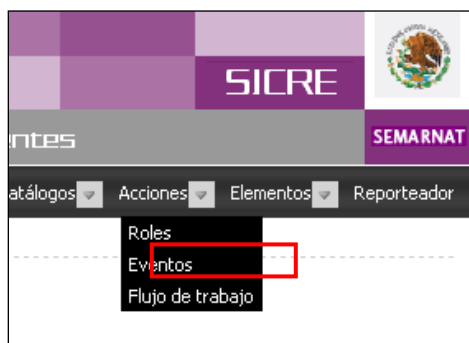 SICRE
ntes
SEMARNAT
atálogos Acciones Elementos Reporteador
Roles
Eventos
Flujo de trabajo